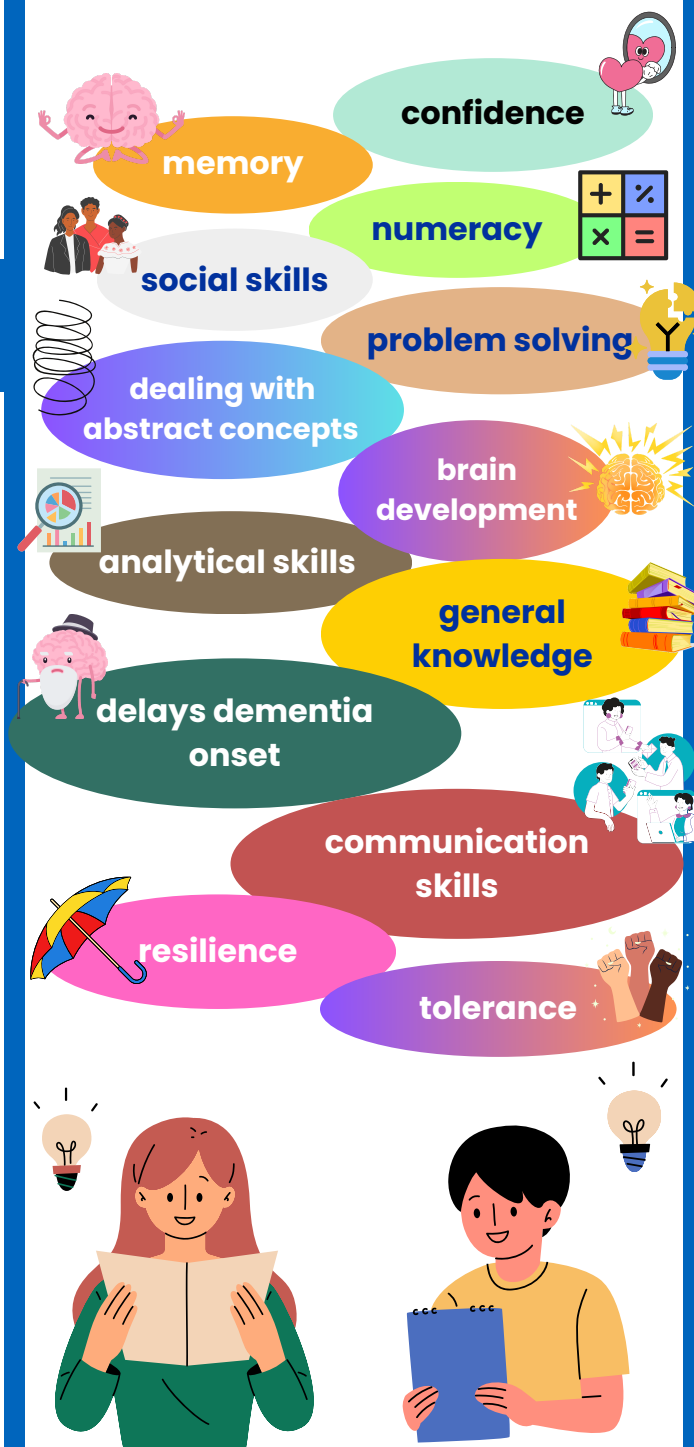 confidence
memory
numeracy
social skills
problem solving
dealing with
abstract concepts
brain
development
analytical skills
general
knowledge
delays dementia
onset
communication
skills
resilience
tolerance